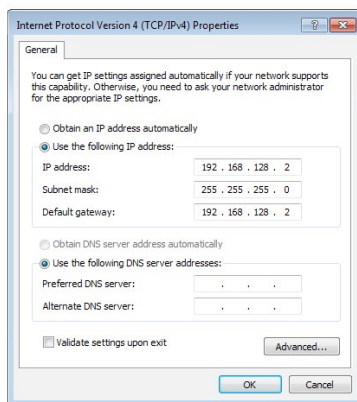 Internet Protocol Version 4 (TCP/IPv4) Properties
General
You can get IP settings assigned automatically if your network supports
this capability. Otherwise, you need to ask your network administrator
for the appropriate IP settings.
Obtain an IP address automatically
Use the following IP address:
IP address: 192 . 168 . 128 . 2
Subnet mask: 255 . 255 . 255 . 0
Default gateway: 192 . 168 . 128 . 2
Obtain DNS server address automatically
Use the following DNS server addresses:
Preferred DNS server: . . .
Alternate DNS server: . . .
Validate settings upon exit
Advanced...
OK Cancel